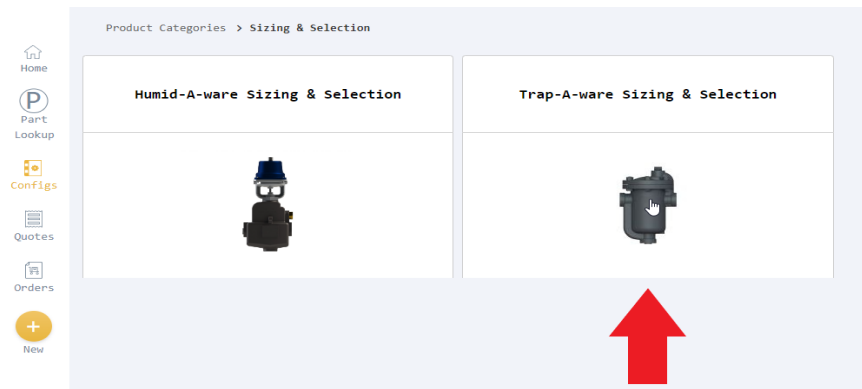 Product Categories > Sizing & Selection
Home
P
Part
Lookup
Configs
Quotes
Orders
+
New
Humid-A-ware Sizing & Selection
Trap-A-ware Sizing & Selection